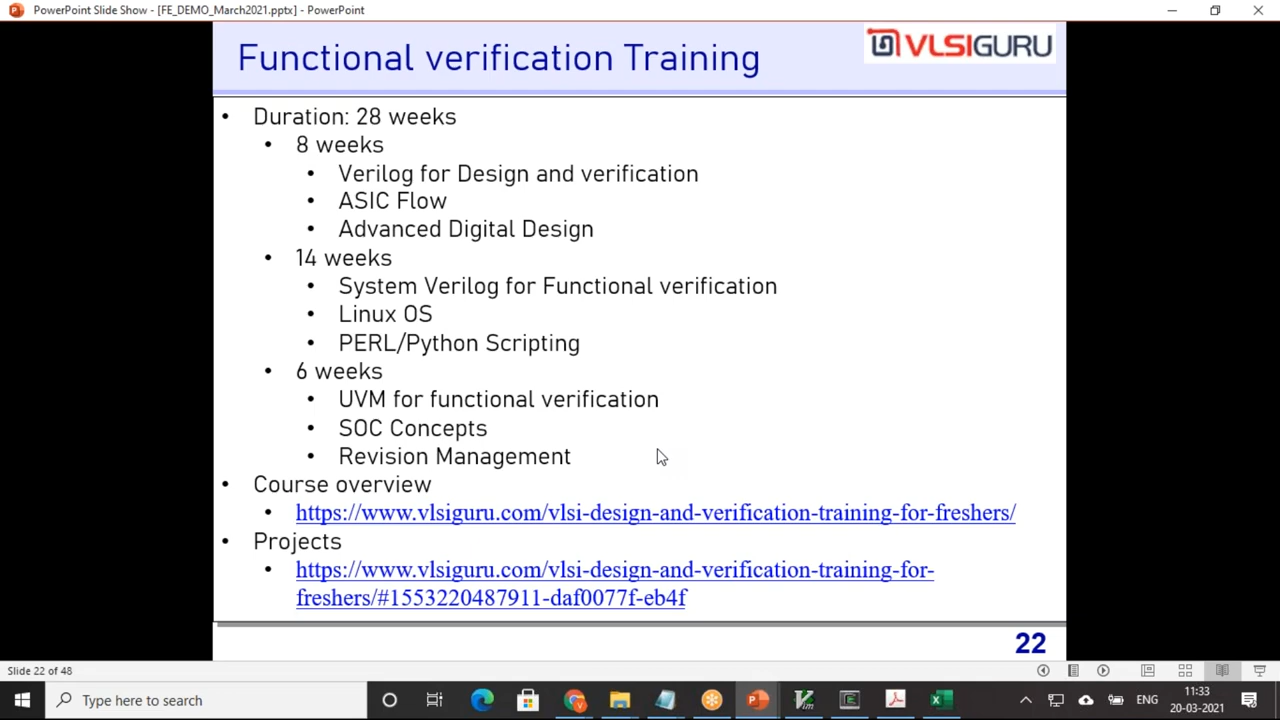 PowerPoint Slide Show - [FE_DEMO_March2021.pptx] - PowerPoint
Functional verification Training
VLSIGURU
• Duration: 28 weeks
• 8 weeks
• Verilog for Design and verification
• ASIC Flow
• Advanced Digital Design
• 14 weeks
• System Verilog for Functional verification
• Linux OS
• PERL/Python Scripting
• 6 weeks
• UVM for functional verification
• SOC Concepts
• Revision Management
• Course overview
• https://www.vlsiguru.com/vlsi-design-and-verification-training-for-freshers/
• Projects
• https://www.vlsiguru.com/vlsi-design-and-verification-training-for-
freshers/#1553220487911-daf0077f-eb4f
22
Slide 22 of 48
Type here to search
ENG
11:33
20-03-2021